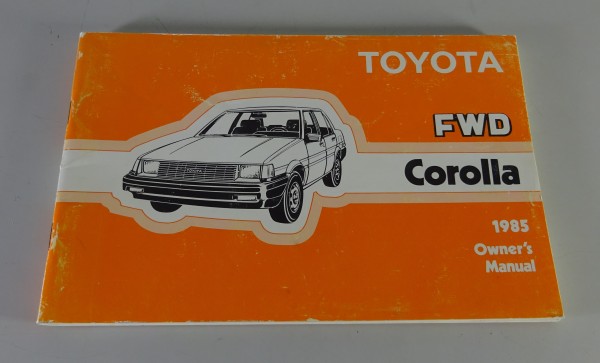 TOYOTA
FWD
Corolla
1985
Owner's
Manual